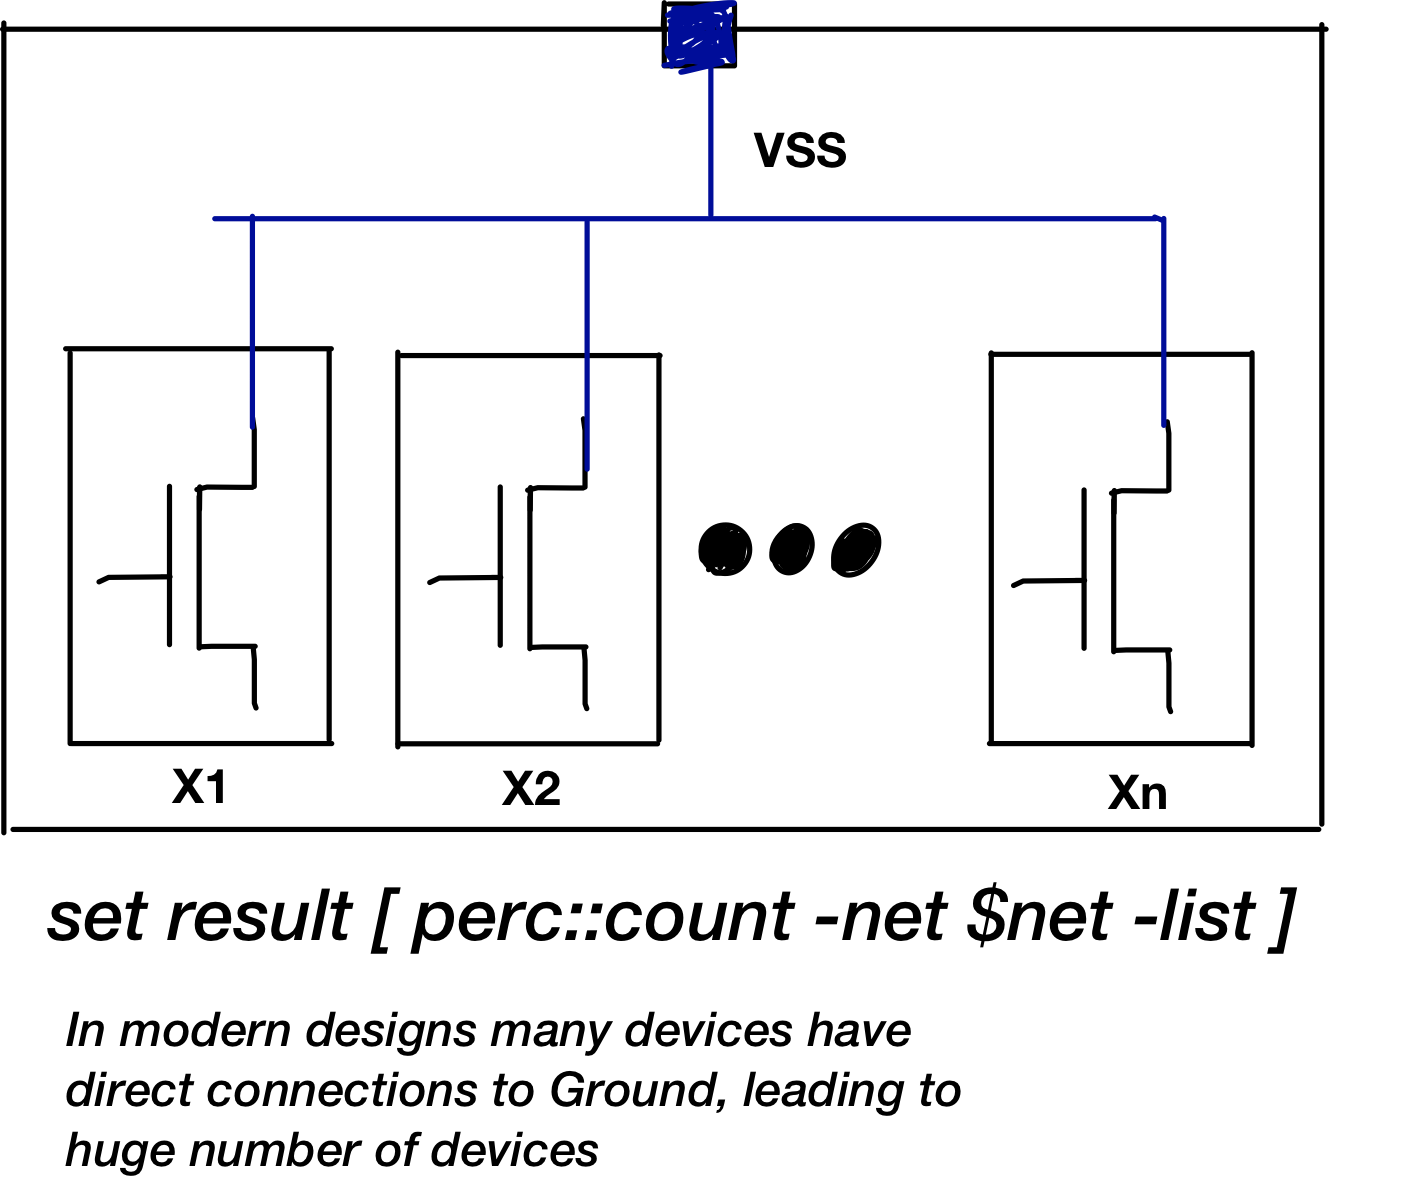 VSS
X1
X2
Xn
set result [ perc::count -net $net -list ]
In modern designs many devices have
direct connections to Ground, leading to
huge number of devices